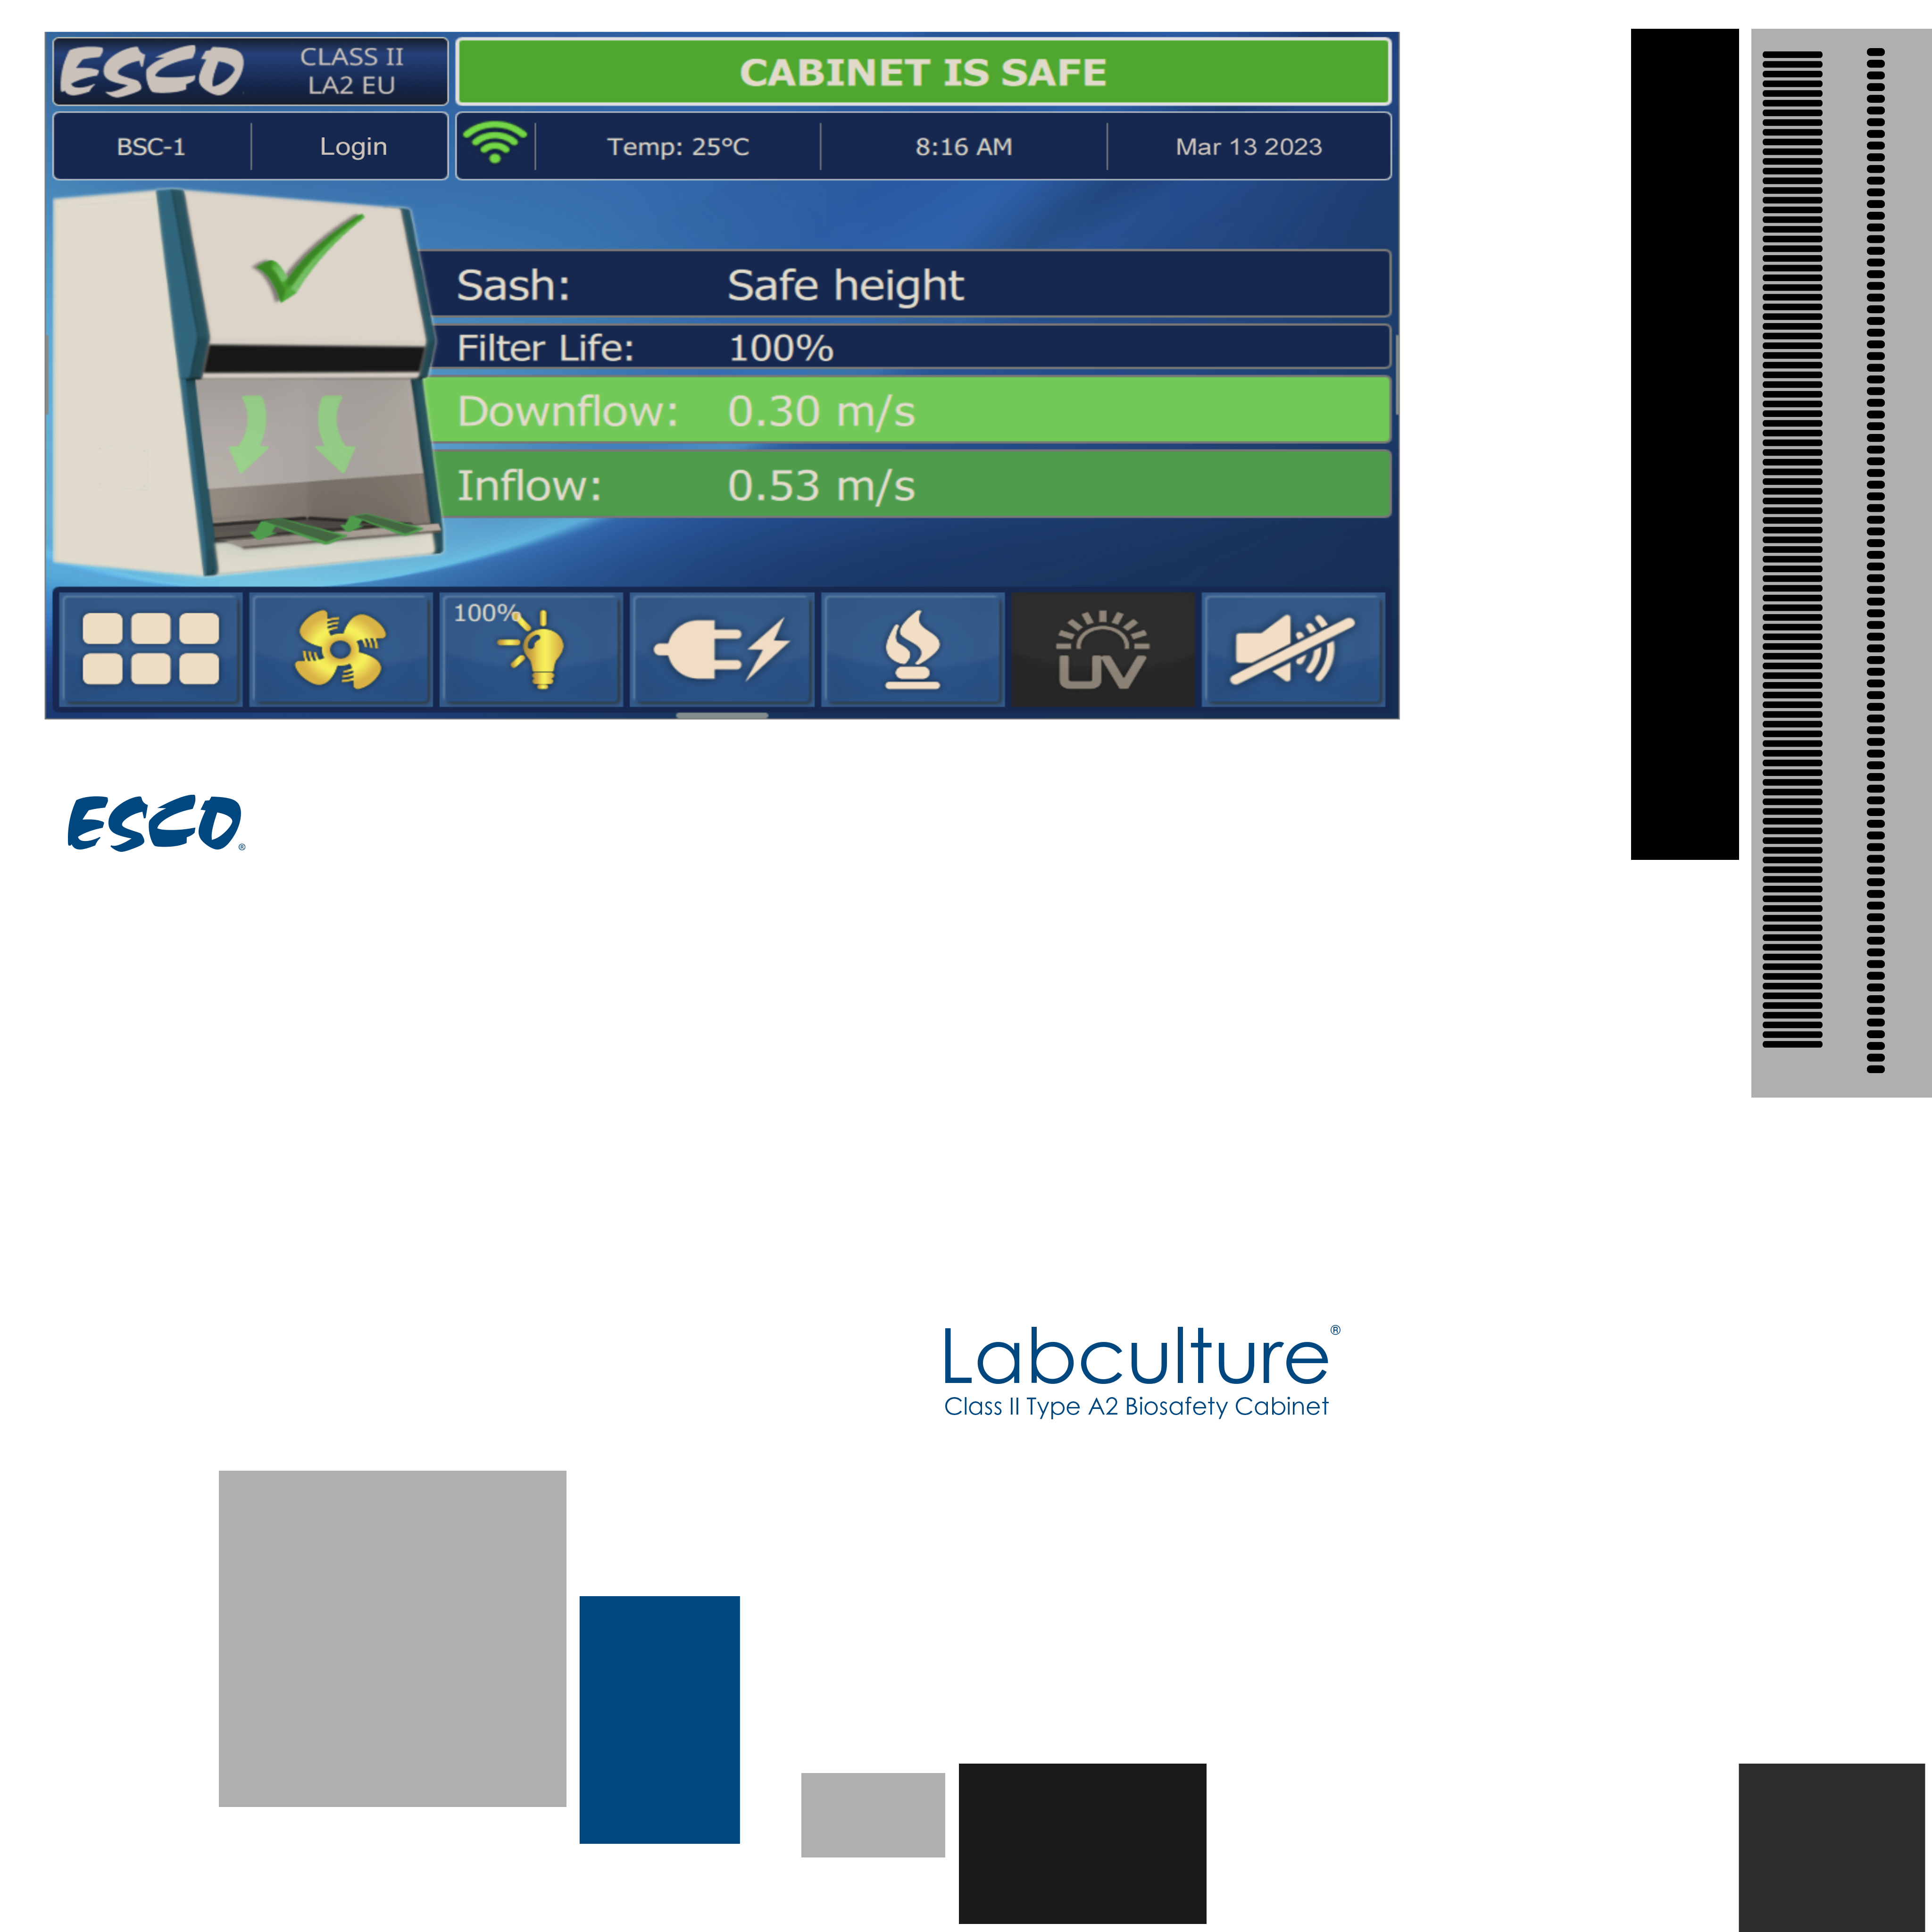 ESCO
CLASS II
LA2 EU
CABINET IS SAFE
BSC-1
Login
Temp: 25°C
8:16 AM
Mar 13 2023
Sash: Safe height
Filter Life: 100%
Downflow: 0.30 m/s
Inflow: 0.53 m/s
100%
UV
ESCO®
Labculture®
Class II Type A2 Biosafety Cabinet